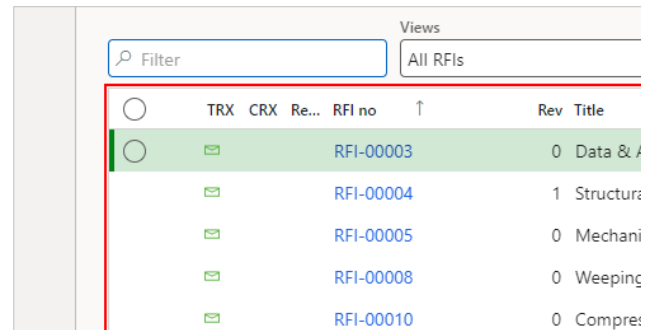 Views
Filter
All RFIs
TRX CRX Re... RFI no ↑ Rev Title
RFI-00003 0 Data &
RFI-00004 1 Structura
RFI-00005 0 Mechani
RFI-00008 0 Weeping
RFI-00010 0 Compres